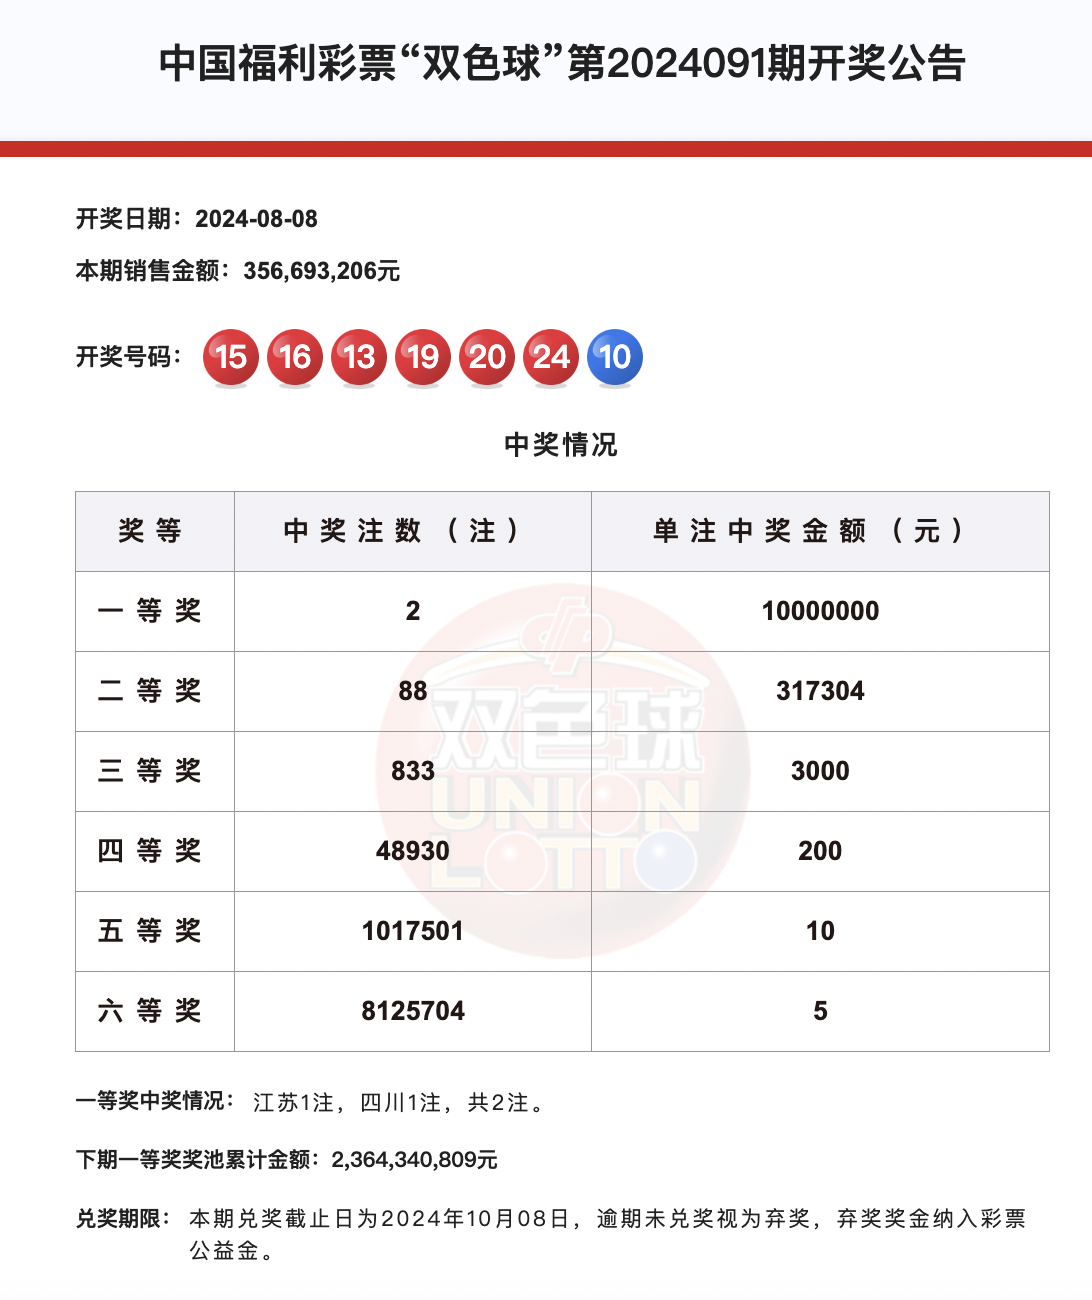 中国福利彩票“双色球”第2024091期开奖公告
开奖日期：2024-08-08
本期销售金额：356,693,206元
开奖号码： 15 16 13 19 20 24 10
中奖情况
奖等 中奖注数（注） 单注中奖金额（元）
一等奖 2 10000000
二等奖 88 317304
三等奖 833 3000
四等奖 48930 200
五等奖 1017501 10
六等奖 8125704 5
双色球
UNION
LOTTO
一等奖中奖情况： 江苏1注，四川1注，共2注。
下期一等奖奖池累计金额：2,364,340,809元
兑奖期限： 本期兑奖截止日为2024年10月08日，逾期未兑奖视为弃奖，弃奖奖金纳入彩票
公益金。